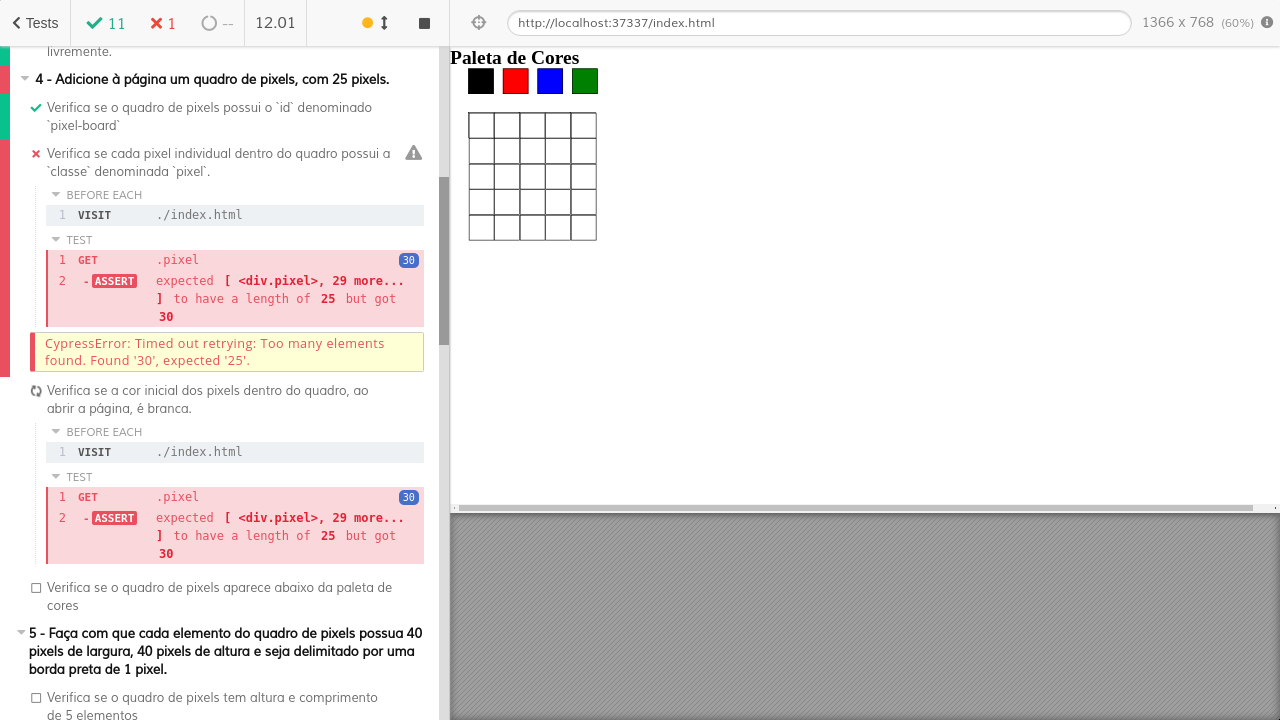 Tests
11
1
--
12.01
http://localhost:37337/index.html
1366 x 768 (60%)
livremente.
4 - Adicione à página um quadro de pixels, com 25 pixels.
Verifica se o quadro de pixels possui o `id` denominado
`pixel-board`
Verifica se cada pixel individual dentro do quadro possui a
`classe` denominada `pixel`.
BEFORE EACH
1 VISIT ./index.html
TEST
1 GET .pixel 30
2 - ASSERT expected [ <div.pixel>, 29 more...
] to have a length of 25 but got
30
CypressError: Timed out retrying: Too many elements
found. Found '30', expected '25'.
Verifica se a cor inicial dos pixels dentro do quadro, ao
abrir a página, é branca.
BEFORE EACH
1 VISIT ./index.html
TEST
1 GET .pixel 30
2 - ASSERT expected [ <div.pixel>, 29 more...
] to have a length of 25 but got
30
Verifica se o quadro de pixels aparece abaixo da paleta de
cores
5 - Faça com que cada elemento do quadro de pixels possua 40
pixels de largura, 40 pixels de altura e seja delimitado por uma
borda preta de 1 pixel.
Verifica se o quadro de pixels tem altura e comprimento
de 5 elementos
Paleta de Cores